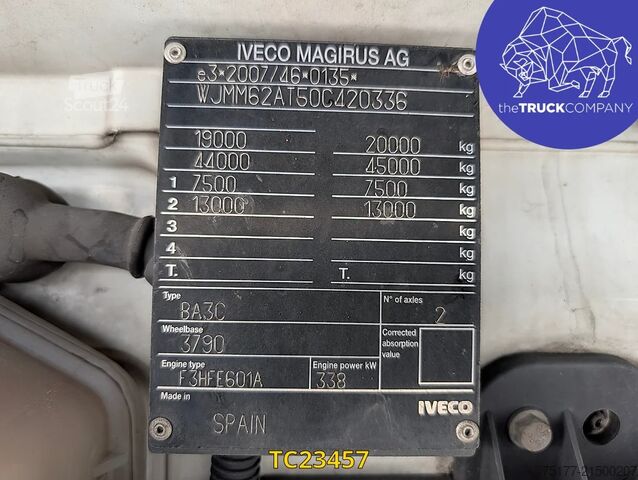 IVECO MAGIRUS AG
e3*2007/46*0135*
WJMM62AT50C420336
19000 20000 kg
44000 45000 kg
1 7500 7500 kg
2 13000 13000 kg
3 kg
4 kg
T. T. kg
Type BA3C N° of axles 2
Wheelbase 3790 Corrected absorption value
Engine type F3HFE601A Engine power kW 338
Made in SPAIN IVECO
theTRUCKCOMPANY
Truck
Scout24
TC23457